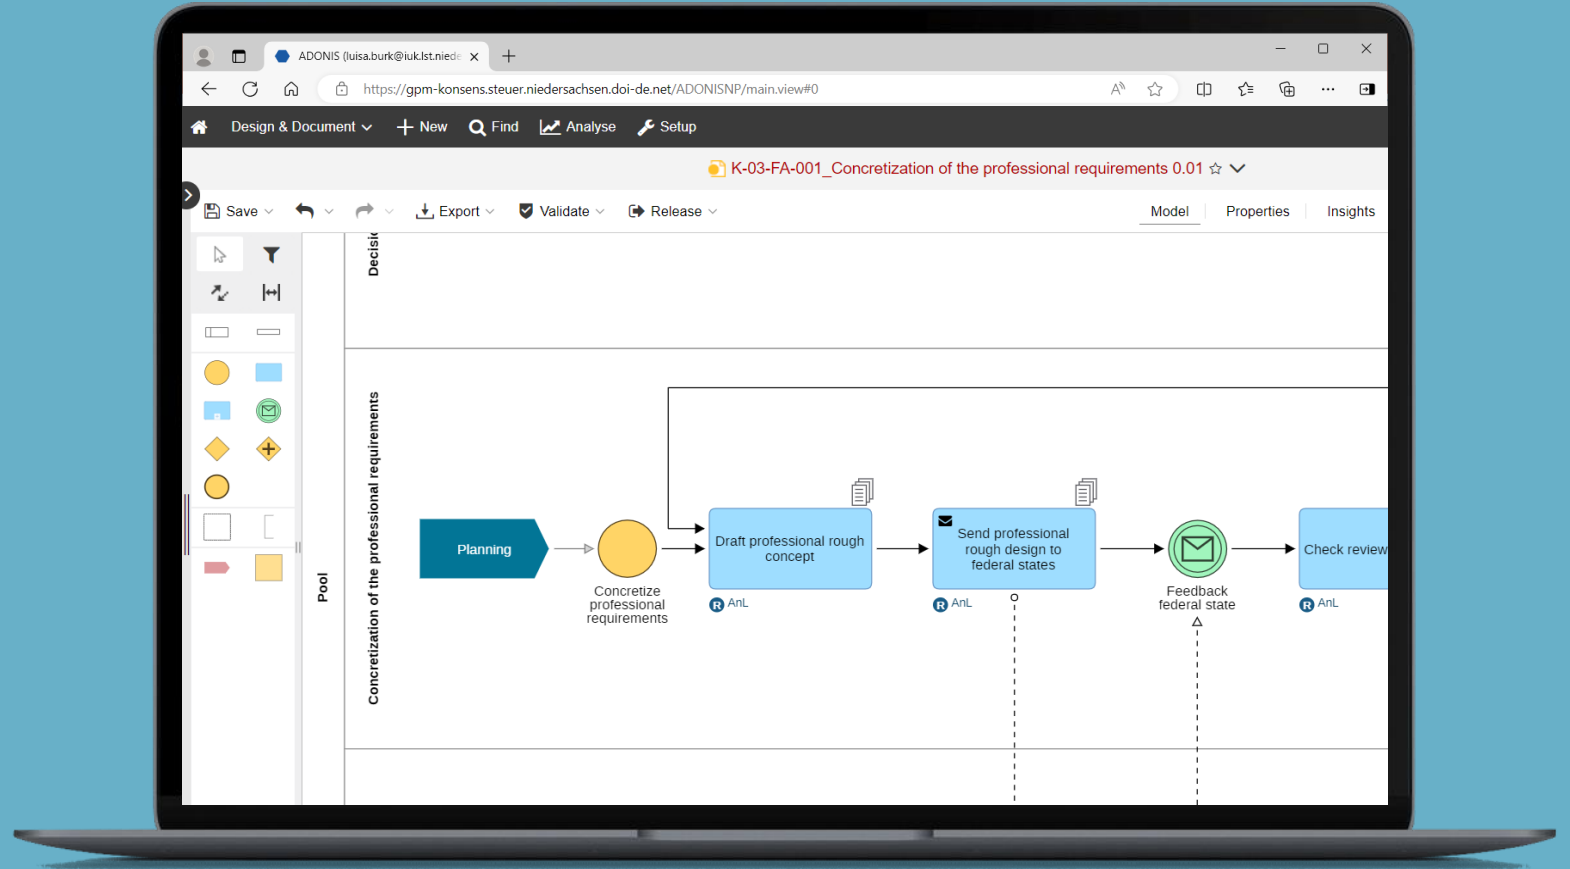 ADONIS (luisa.burk@iuk.lst.niede
https://gpm-konsens.steuer.niedersachsen.doi-de.net/ADONISNP/main.view#0
Design & Document
New
Find
Analyse
Setup
K-03-FA-001_Concretization of the professional requirements 0.01
Save
Export
Validate
Release
Model
Properties
Insights
Decisi
Pool
Concretization of the professional requirements
Planning
Concretize
professional
requirements
Draft professional rough
concept
R AnL
Send professional
rough design to
federal states
R AnL
Feedback
federal state
Check review
R AnL